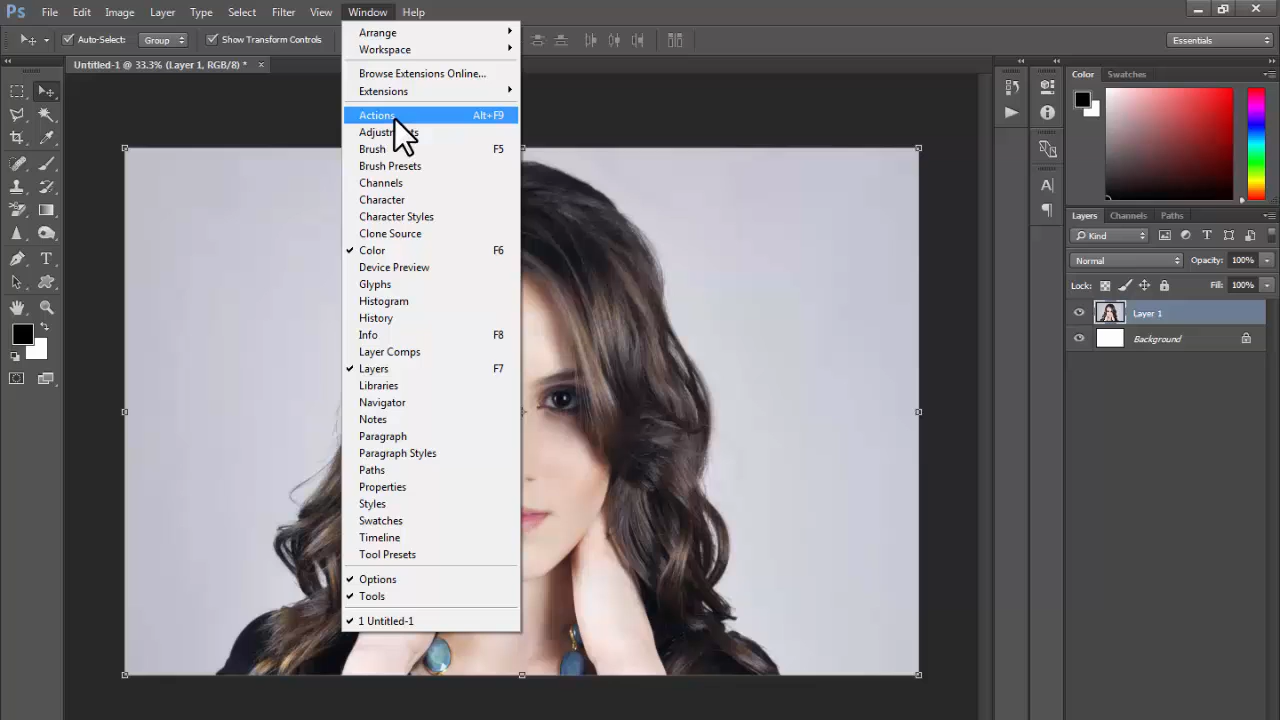 Ps File Edit Image Layer Type Select Filter View Window Help
Auto-Select: Group Show Transform Controls Essentials
Untitled-1 @ 33.3% (Layer 1, RGB/8) *
Arrange
Workspace
Browse Extensions Online...
Extensions
Actions Alt+F9
Brush F5
Brush Presets
Channels
Character
Character Styles
Clone Source
Color F6
Device Preview
Glyphs
Histogram
History
Info F8
Layer Comps
Layers F7
Libraries
Navigator
Notes
Paragraph
Paragraph Styles
Paths
Properties
Styles
Swatches
Timeline
Tool Presets
Options
Tools
1 Untitled-1
Color Swatches
Layers Channels Paths
Kind
Normal Opacity: 100%
Lock: Fill: 100%
Layer 1
Background